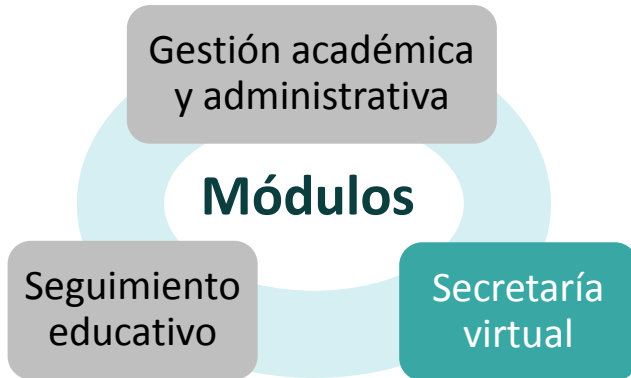 Gestión académica
y administrativa
Módulos
Seguimiento
educativo
Secretaría
virtual